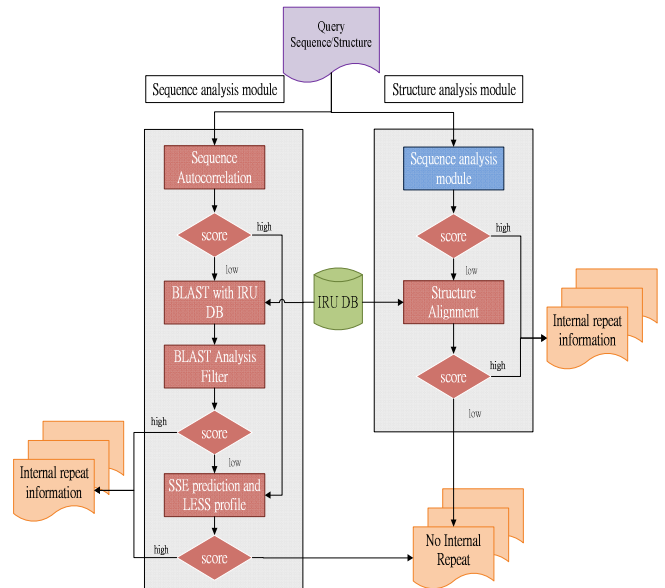 Query
Sequence/Structure
Sequence analysis module
Structure analysis module
Sequence
Autocorrelation
score
high
low
BLAST with IRU
DB
BLAST Analysis
Filter
score
high
low
SSE prediction and
LESS profile
score
high
Internal repeat
information
IRU DB
Sequence analysis
module
score
high
low
Structure
Alignment
score
high
low
Internal repeat
information
No Internal
Repeat